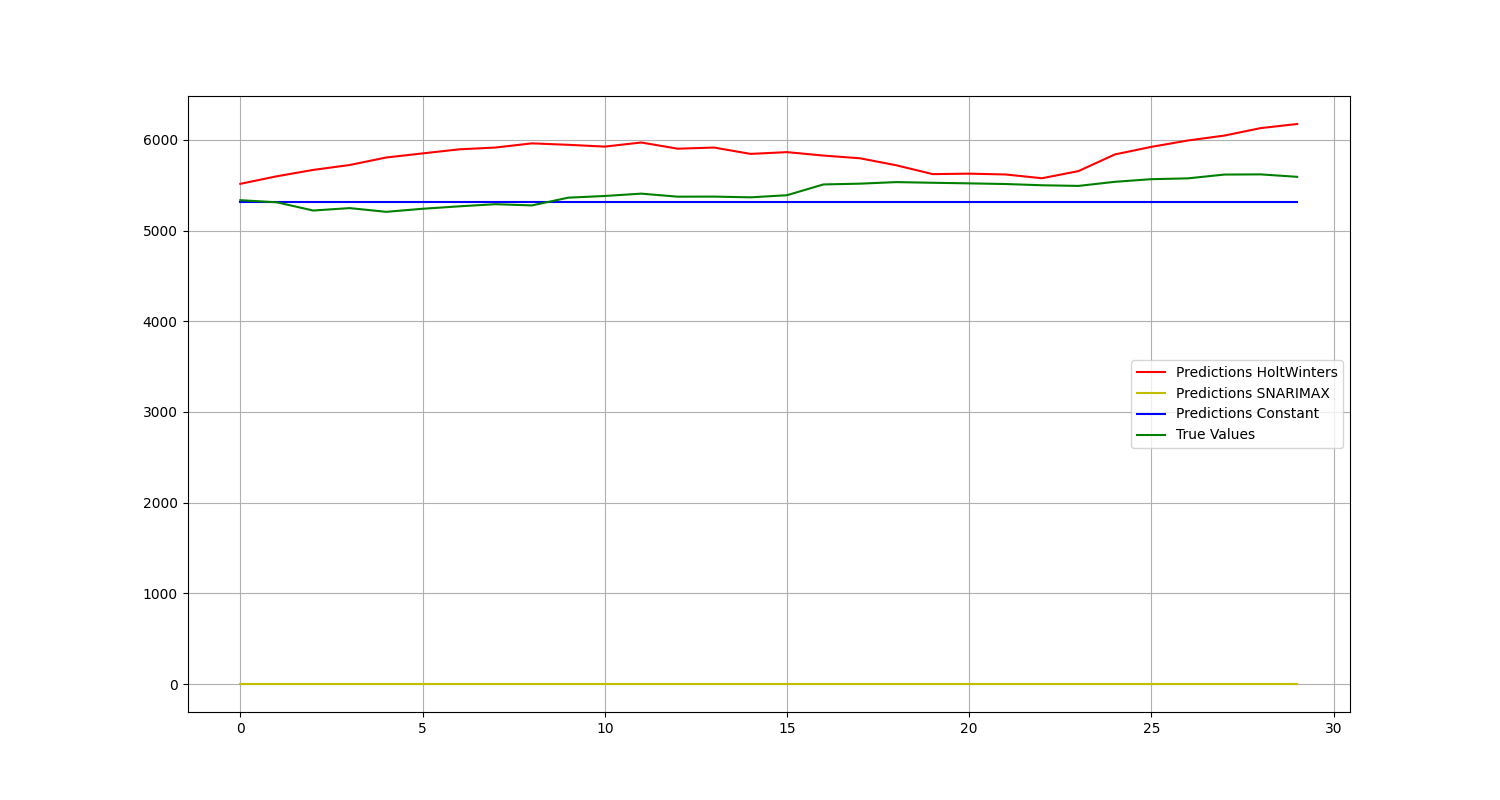 6000
5000
4000
3000
2000
1000
0
0 5 10 15 20 25 30
Predictions HoltWinters
Predictions SNARIMAX
Predictions Constant
True Values